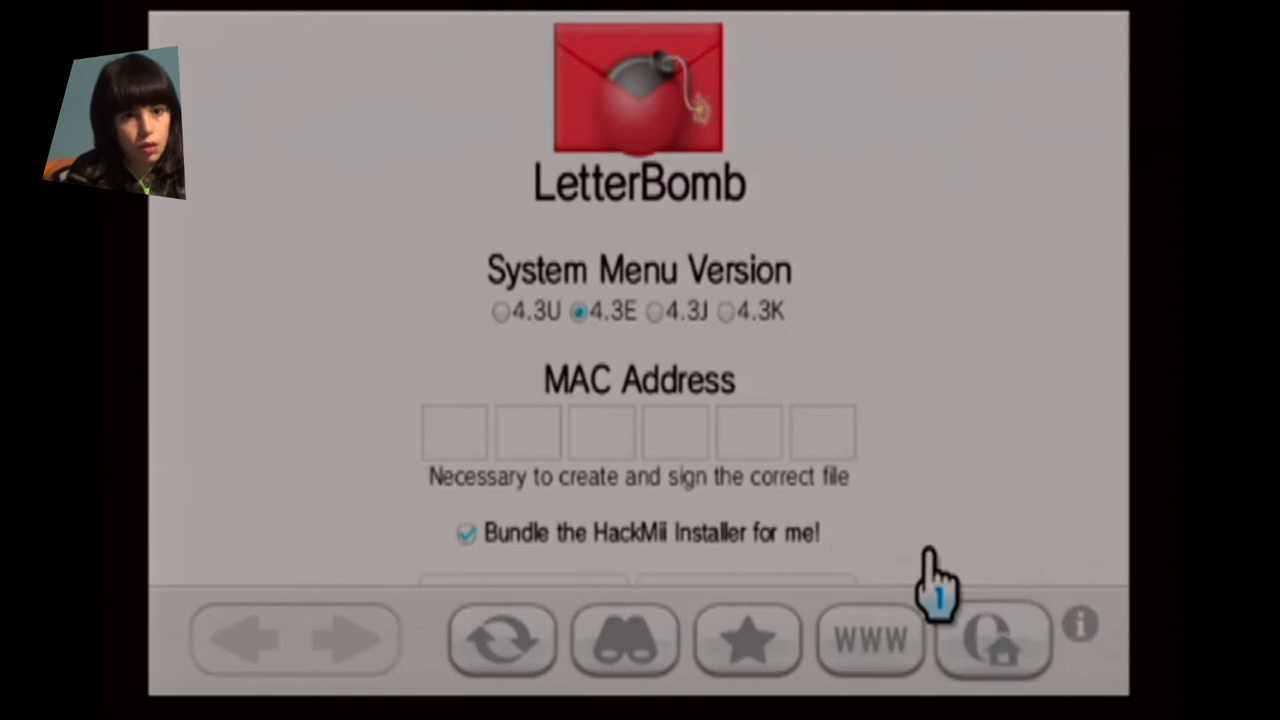 LetterBomb
System Menu Version
4.3U 4.3E 4.3J 4.3K
MAC Address
Necessary to create and sign the correct file
Bundle the HackMii Installer for me!
1
WWW
i